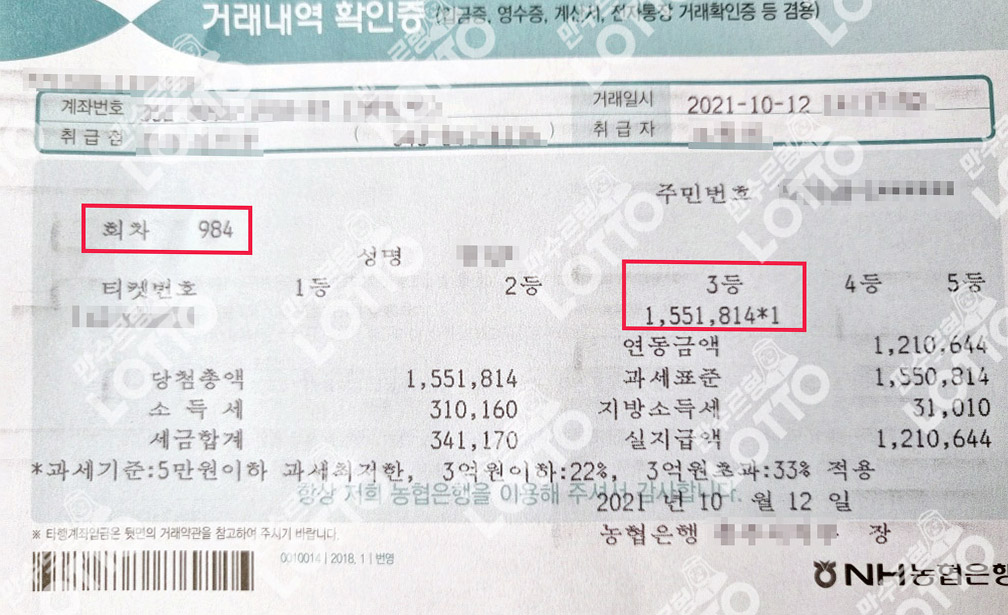 거래내역 확인증 (입금증, 영수증, 계산서, 전자통장 거래확인증 등 겸용)
계좌번호 거래일시 2021-10-12
취급점 ( ) 취급자
주민번호
회차 984
성명
티켓번호 1등 2등 3등 4등 5등
1,551,814*1
연동금액 1,210.644
당첨총액 1,551,814 과세표준 1,550,814
소 득 세 310,160 지방소득세 31,010
세금합계 341,170 실지급액 1,210,644
*과세기준:5만원이하 과세최저한, 3억원이하:22%, 3억원초과:33% 적용
항상 저희 농협은행을 이용해 주셔서 감사합니다.
2021 년 10 월 12 일
농협은행 장
※ 타행계좌입금은 뒷면의 거래약관을 참고하여 주시기 바랍니다.
0010014 | 2018. 1 | 번영
NH농협은행
만수르람 LOTTO